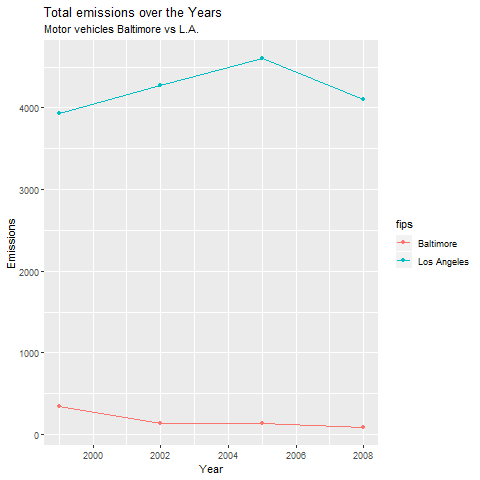 Total emissions over the Years
Motor vehicles Baltimore vs L.A.
4000
3000
2000
1000
0
Emissions
2000
2002
2004
2006
2008
Year
fips
Baltimore
Los Angeles